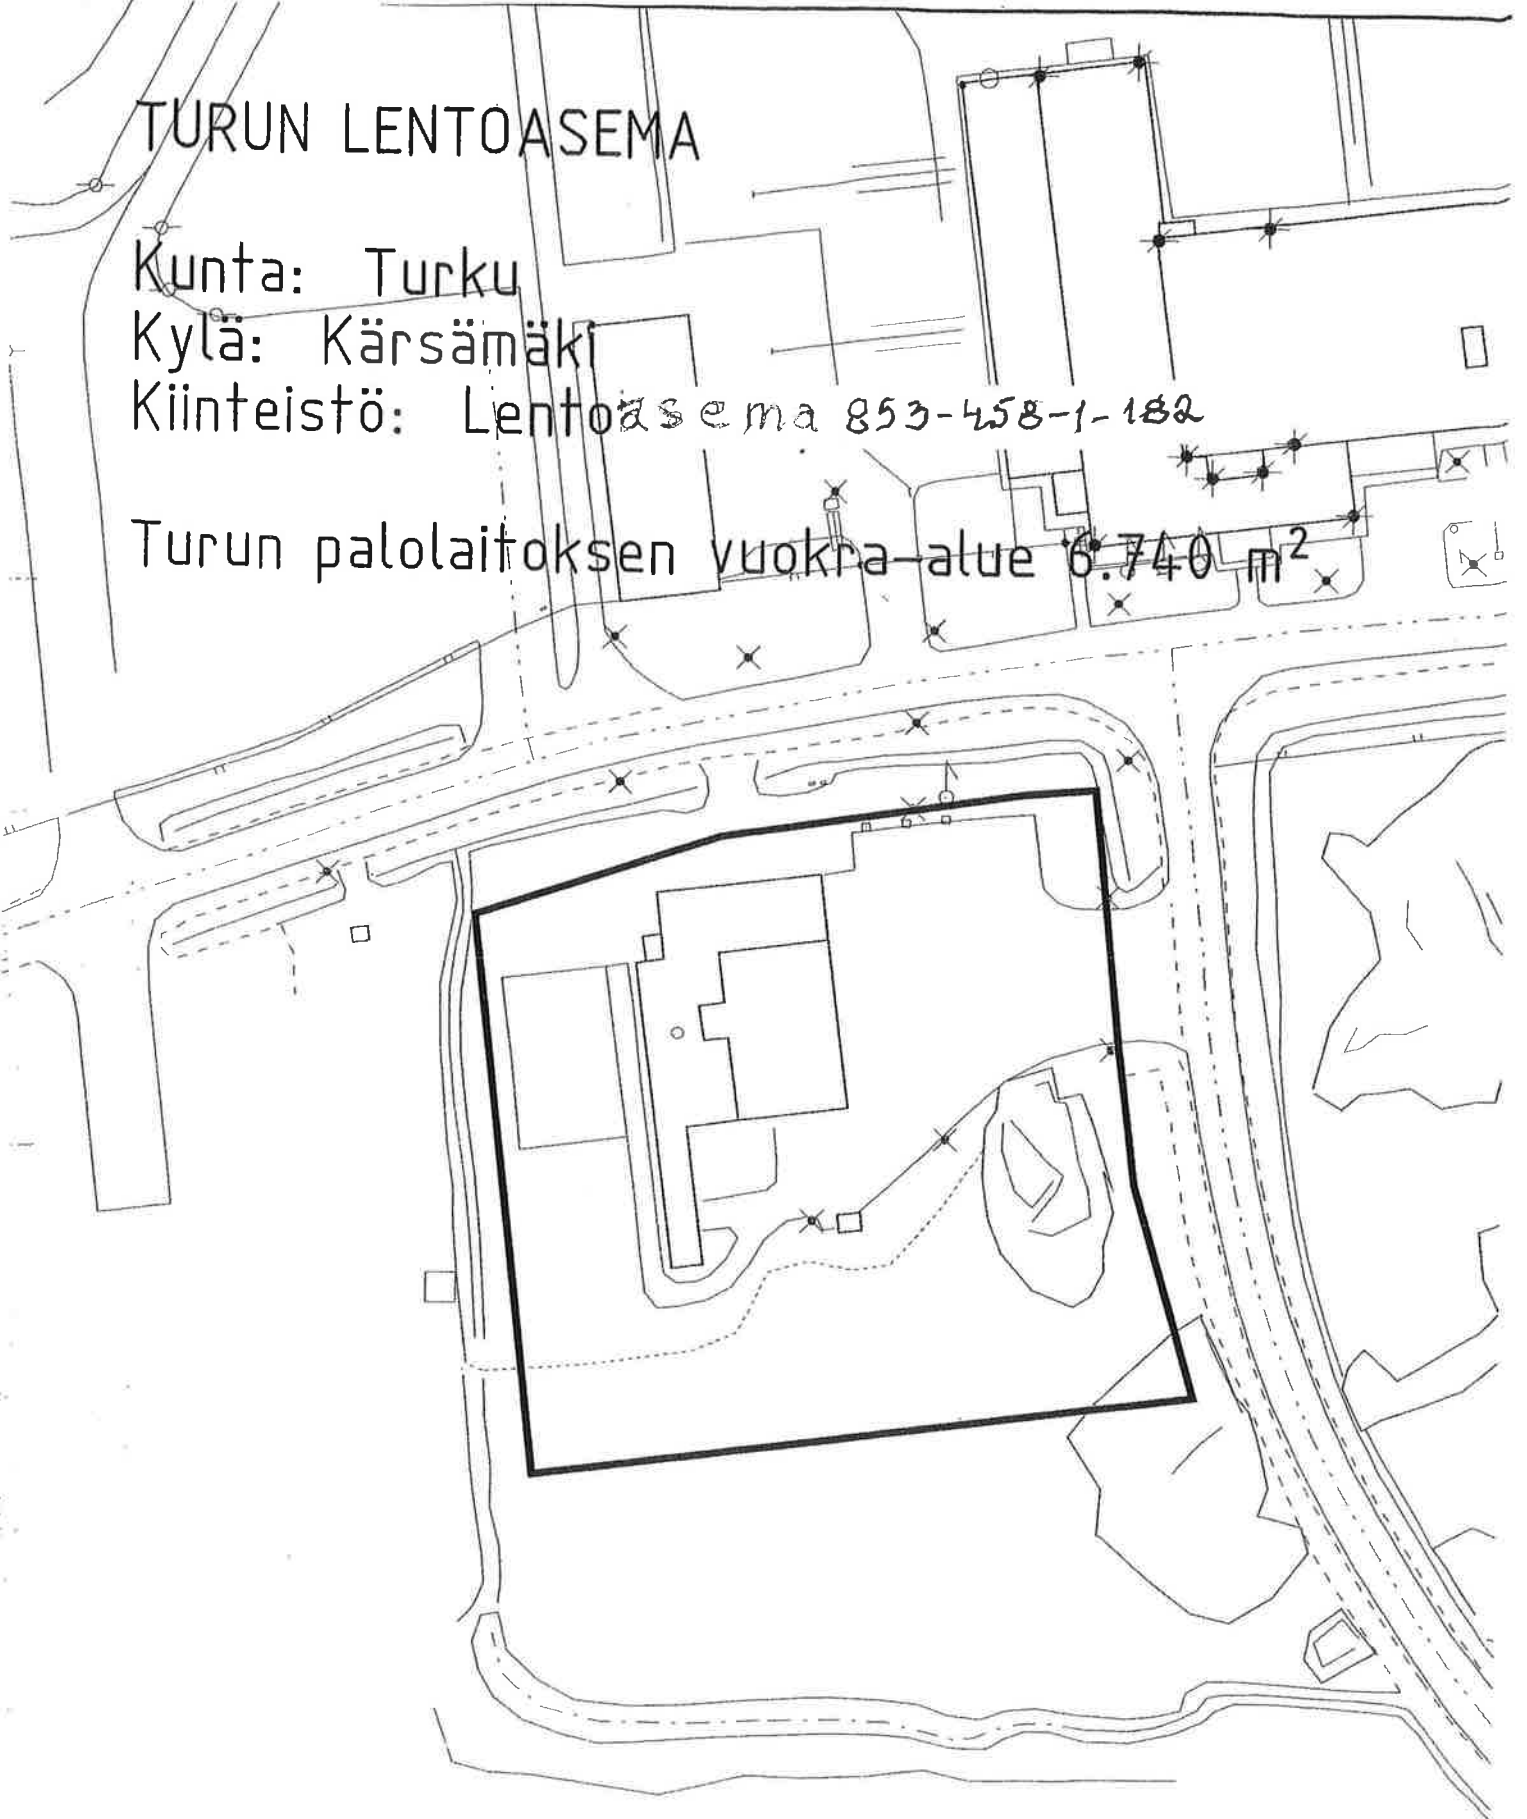 TURUN LENTOASEMA
Kunta: Turku
Kylä: Kärsämäki
Kiinteistö: Lentoasema 853-458-1-182
Turun palolaitoksen vuokra-alue 6.740 m²